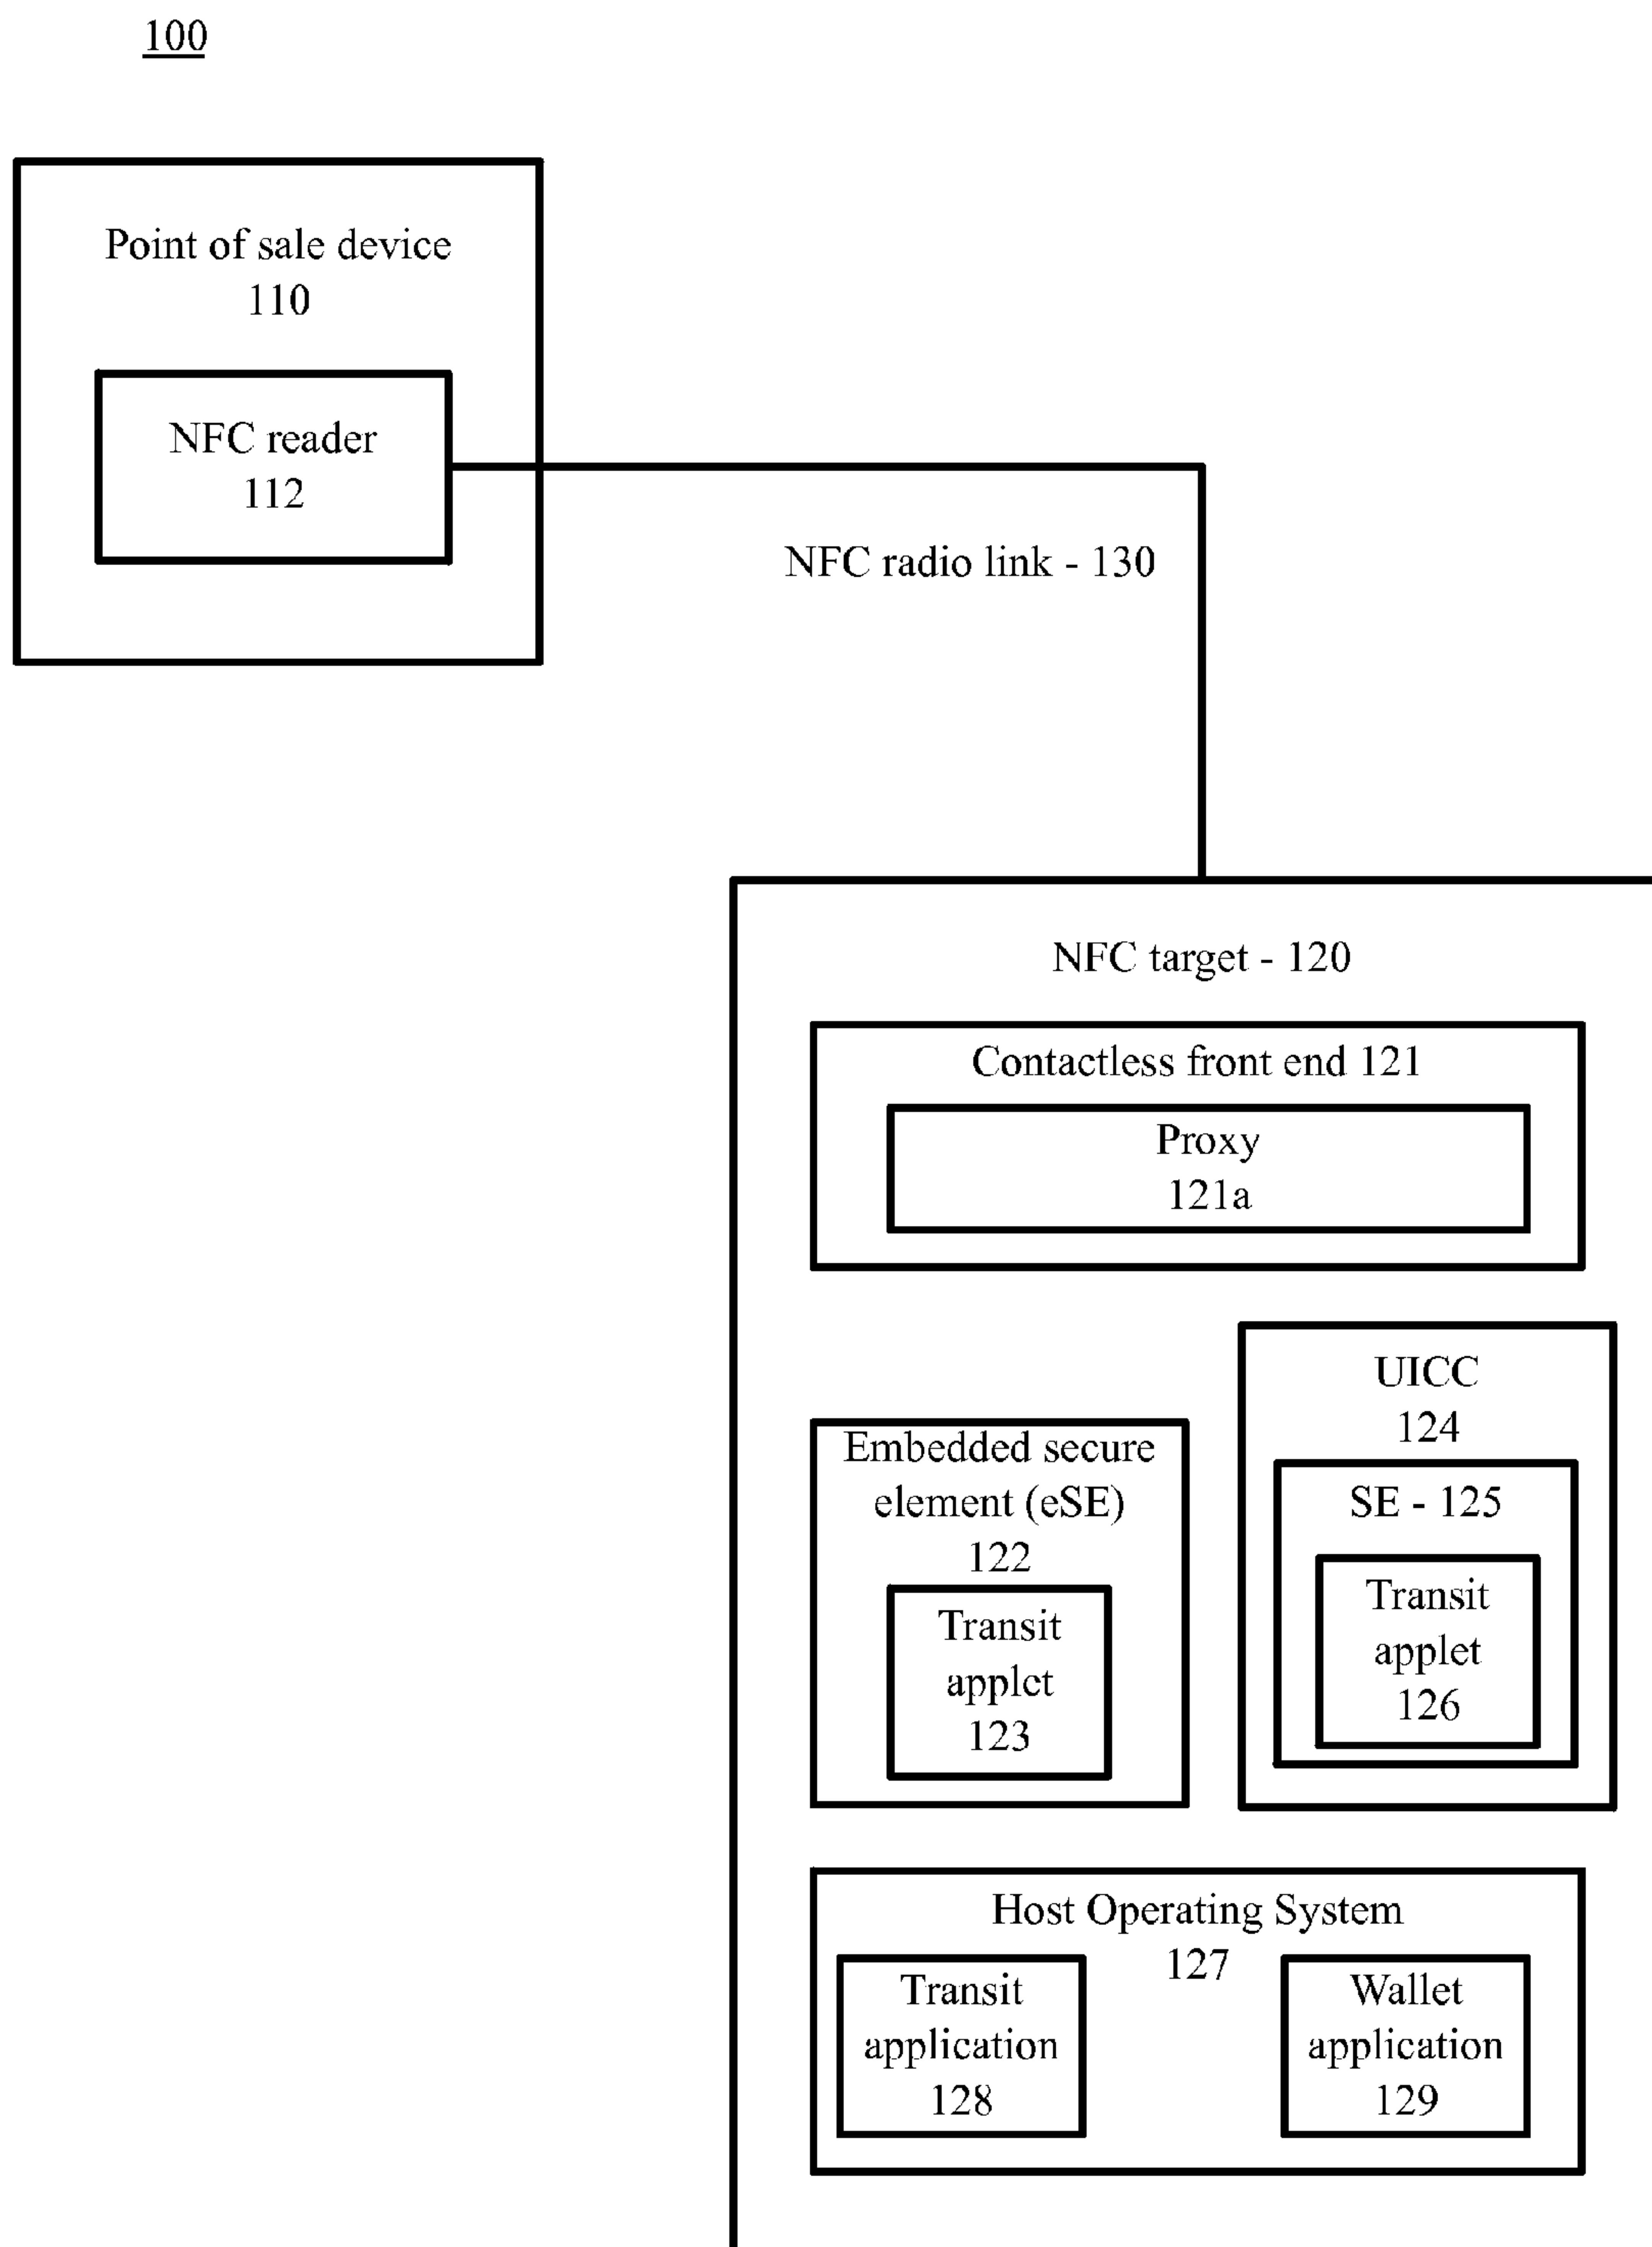 100
Point of sale device
110
NFC reader
112
NFC radio link - 130
NFC target - 120
Contactless front end 121
Proxy
121a
UICC
124
SE - 125
Transit
applet
126
Embedded secure
element (eSE)
122
Transit
applet
123
Host Operating System
127
Transit
application
128
Wallet
application
129